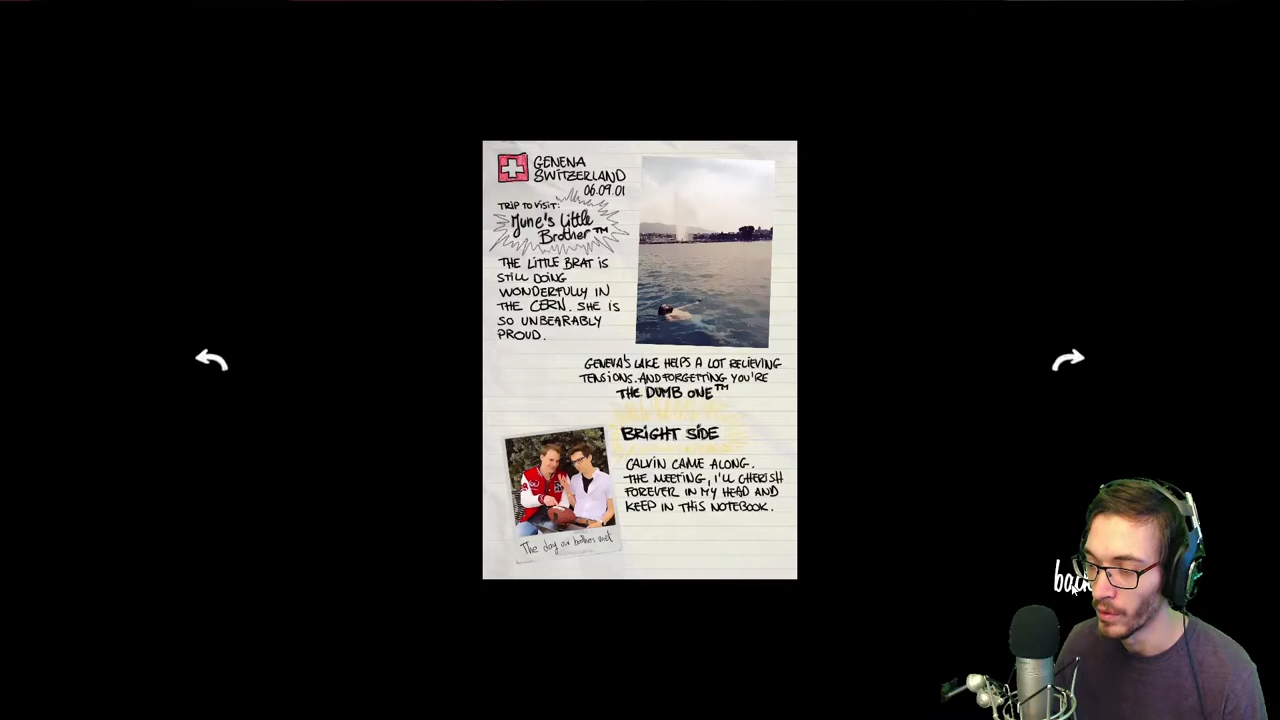 GENENA
SWITZERLAND
06.09.01
TRIP TO VISIT:
June's Little
Brother™
THE LITTLE BRAT IS
STILL DOING
WONDERFULLY IN
THE CERN. SHE IS
SO UNBEARABLY
PROUD.
GENEVA'S LAKE HELPS A LOT RELIEVING
TENSIONS. AND FORGETTING YOU'RE
THE DUMB ONE™
BRIGHT SIDE
CALVIN CAME ALONG.
THE MEETING, I'LL CHERISH
FOREVER IN MY HEAD AND
KEEP IN THIS NOTEBOOK.
The day our brothers met
back